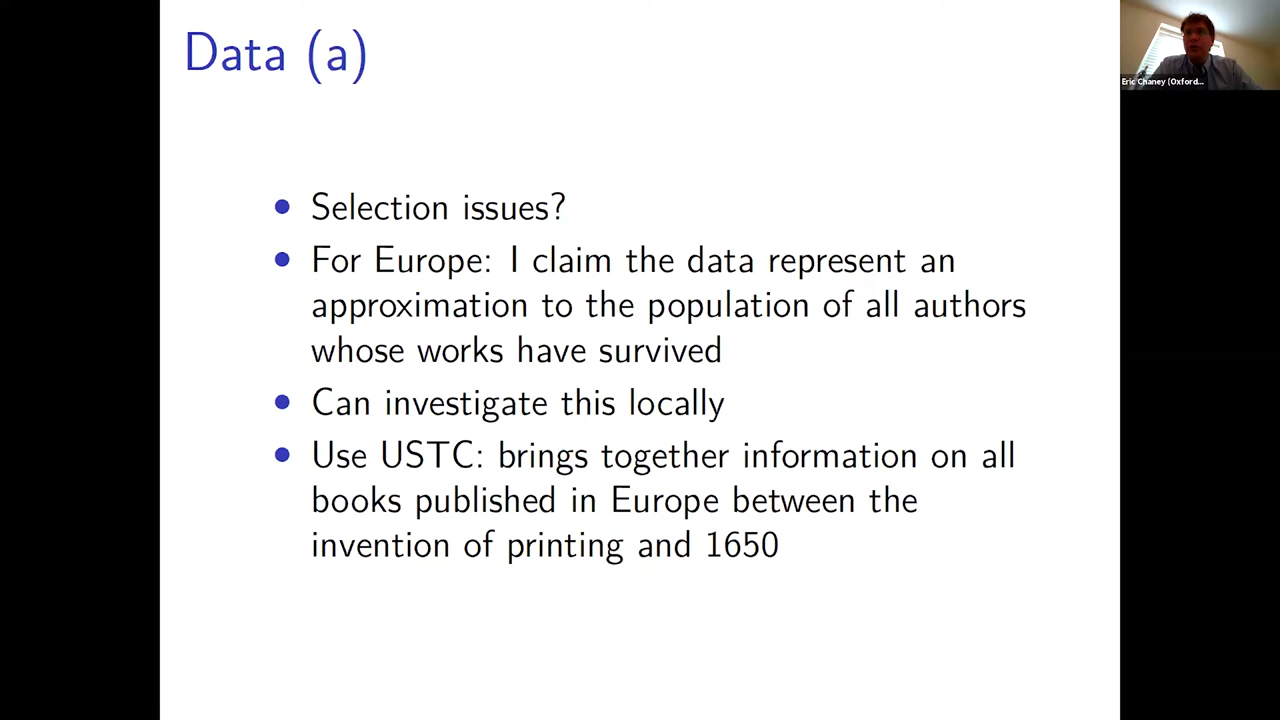 Data (a)
Eric Chaney (Oxford...
• Selection issues?
• For Europe: I claim the data represent an
approximation to the population of all authors
whose works have survived
• Can investigate this locally
• Use USTC: brings together information on all
books published in Europe between the
invention of printing and 1650